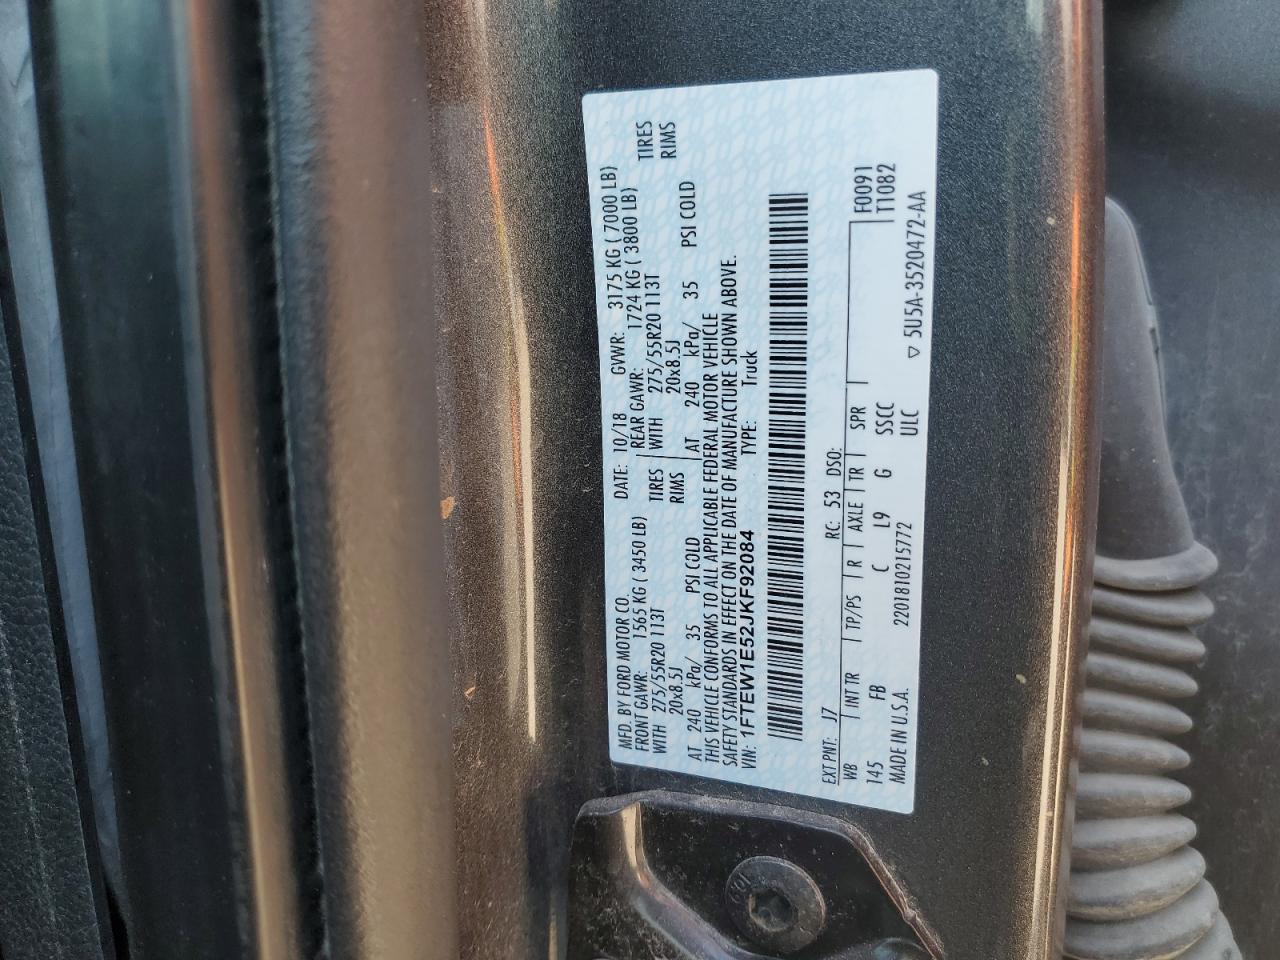 MFD. BY FORD MOTOR CO. DATE: 10/18 GVWR: 3175 KG ( 7000 LB)
FRONT GAWR: 1565 KG ( 3450 LB) REAR GAWR: 1724 KG ( 3800 LB)
WITH 275/55R20 113T TIRES WITH 275/55R20 113T TIRES
20x8.5J RIMS 20x8.5J RIMS
AT 240 kPa/ 35 PSI COLD AT 240 kPa/ 35 PSI COLD
THIS VEHICLE CONFORMS TO ALL APPLICABLE FEDERAL MOTOR VEHICLE
SAFETY STANDARDS IN EFFECT ON THE DATE OF MANUFACTURE SHOWN ABOVE.
VIN: 1FTEW1E52JKF92084 TYPE: Truck
EXT PNT: J7 RC: 53 DSO: F0091
WB INT TR TP/PS R AXLE TR SPR T1082
145 FB C L9 G SSCC
MADE IN U.S.A. 2201810215772 ULC ▽ 5U5A-3520472-AA